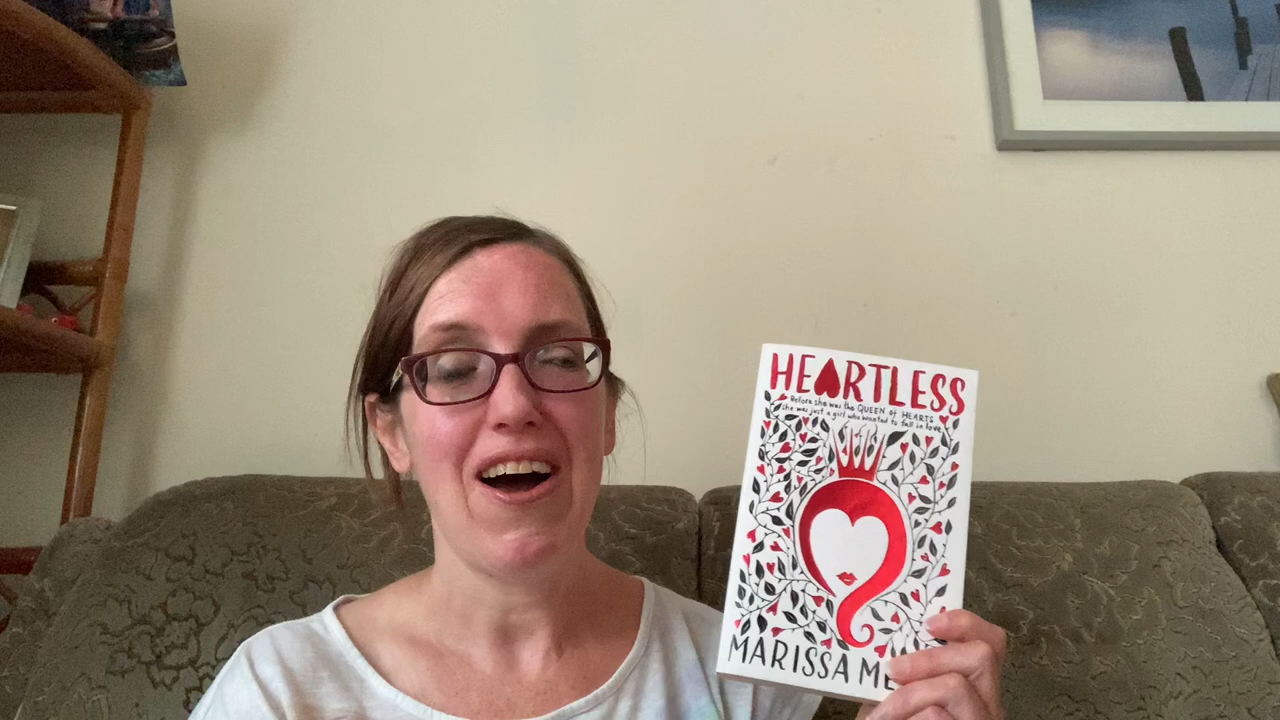 HEARTLESS
Before she was the QUEEN of HEARTS
She was just a girl who wanted to fall in love.
MARISSA ME